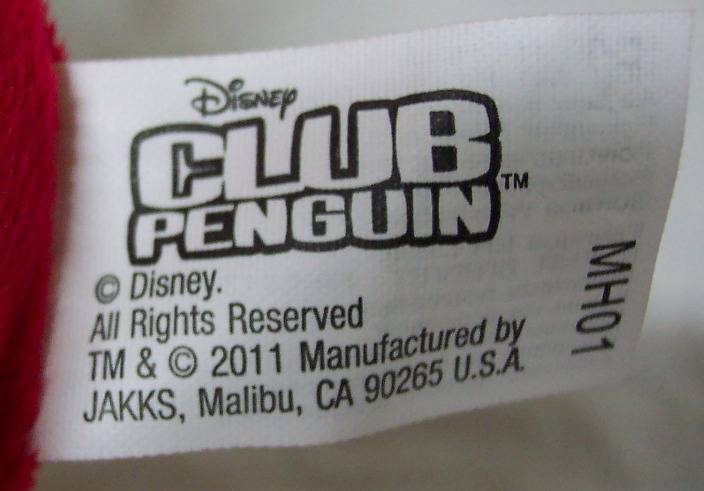 Disney
CLUB
PENGUIN™
© Disney.
All Rights Reserved
TM & © 2011 Manufactured by
JAKKS, Malibu, CA 90265 U.S.A.
MH01